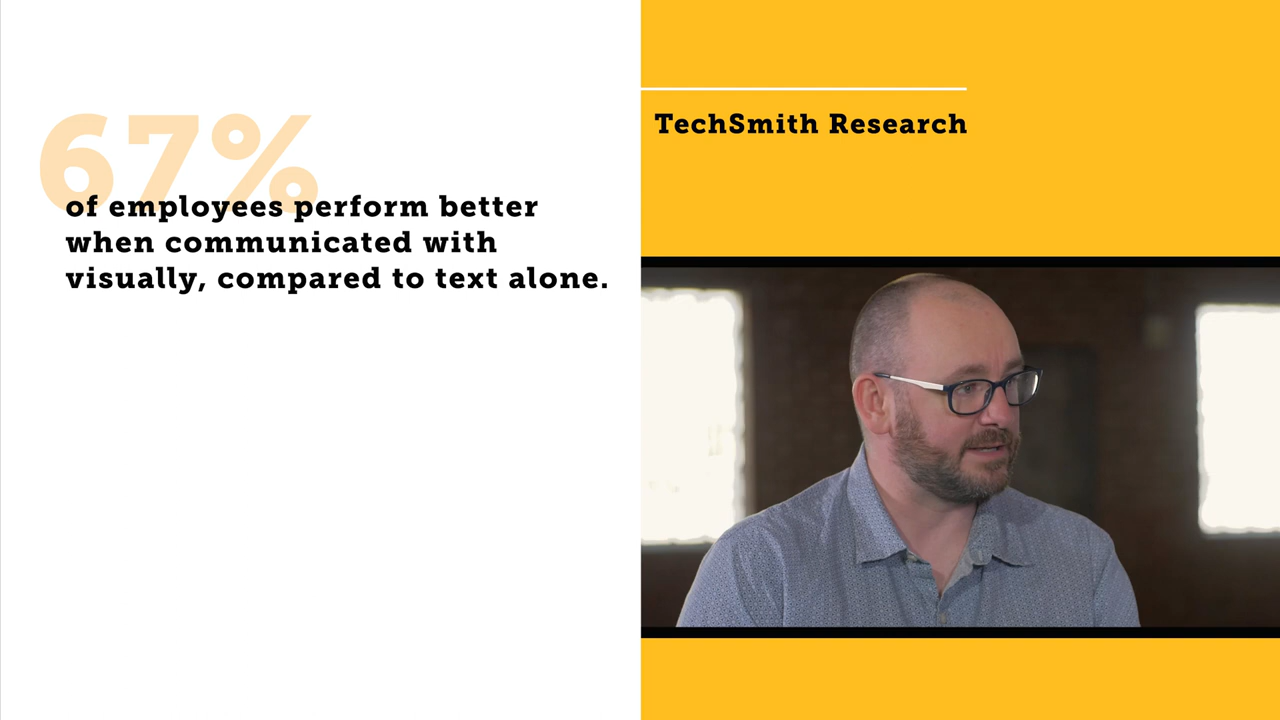 67%
of employees perform better
when communicated with
visually, compared to text alone.
TechSmith Research